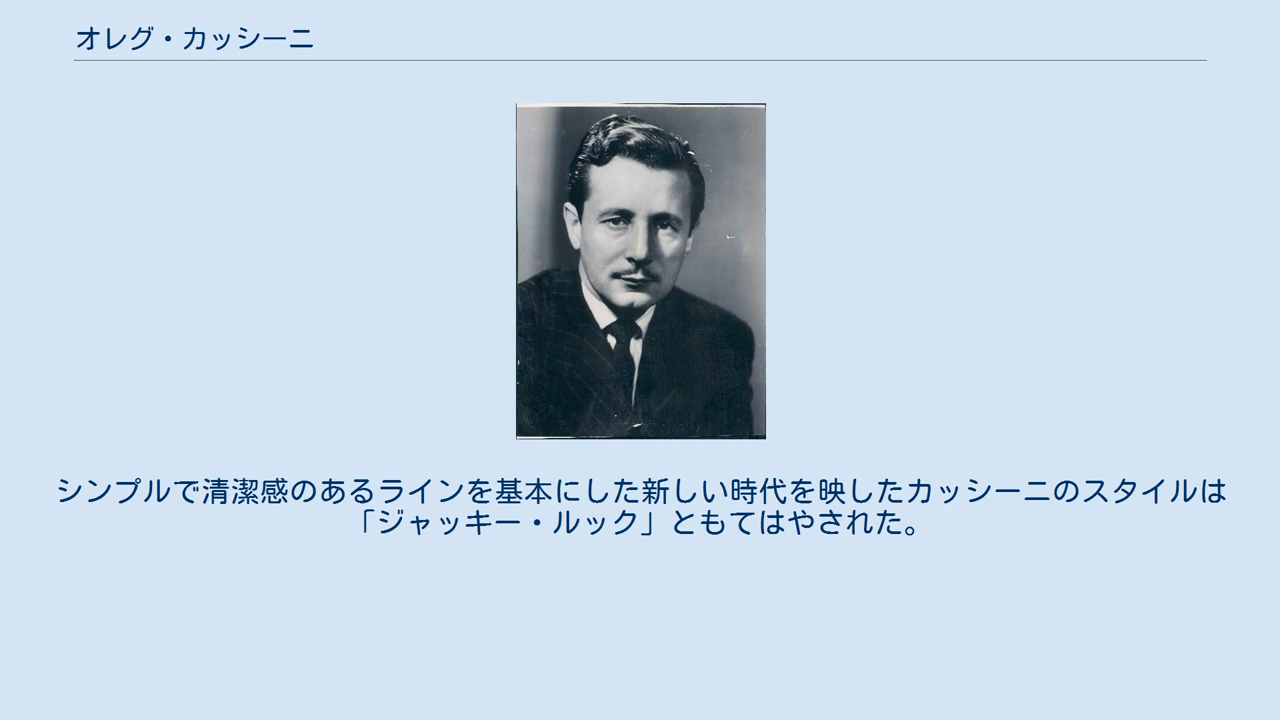 オレグ・カッシーニ
シンプルで清潔感のあるラインを基本にした新しい時代を映したカッシーニのスタイルは
「ジャッキー・ルック」ともてはやされた。